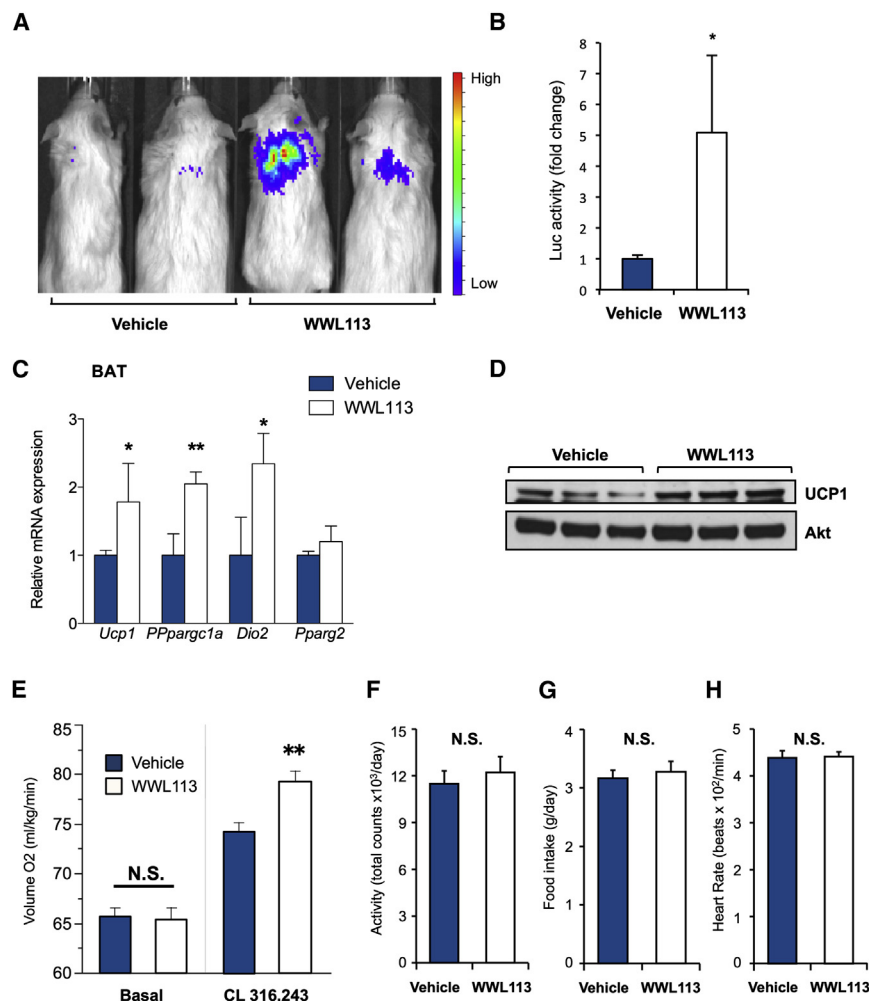 A
High
Low
Vehicle
WWL113
B
*
Luc activity (fold change)
8
7
6
5
4
3
2
1
0
Vehicle WWL113
C
BAT
Vehicle
WWL113
Relative mRNA expression
3
2
1
0
* ** *
Ucp1 PPpargc1a Dio2 Pparg2
D
Vehicle WWL113
UCP1
Akt
E
Volume O2 (ml/kg/min)
85
80
75
70
65
60
Vehicle
WWL113
**
N.S.
Basal CL 316,243
F
N.S.
Activity (total counts x10³/day)
15
12
9
6
3
0
Vehicle WWL113
G
N.S.
Food intake (g/day)
4
3
2
1
0
Vehicle WWL113
H
N.S.
Heart Rate (beats x 10²/min)
5
4
3
2
1
0
Vehicle WWL113